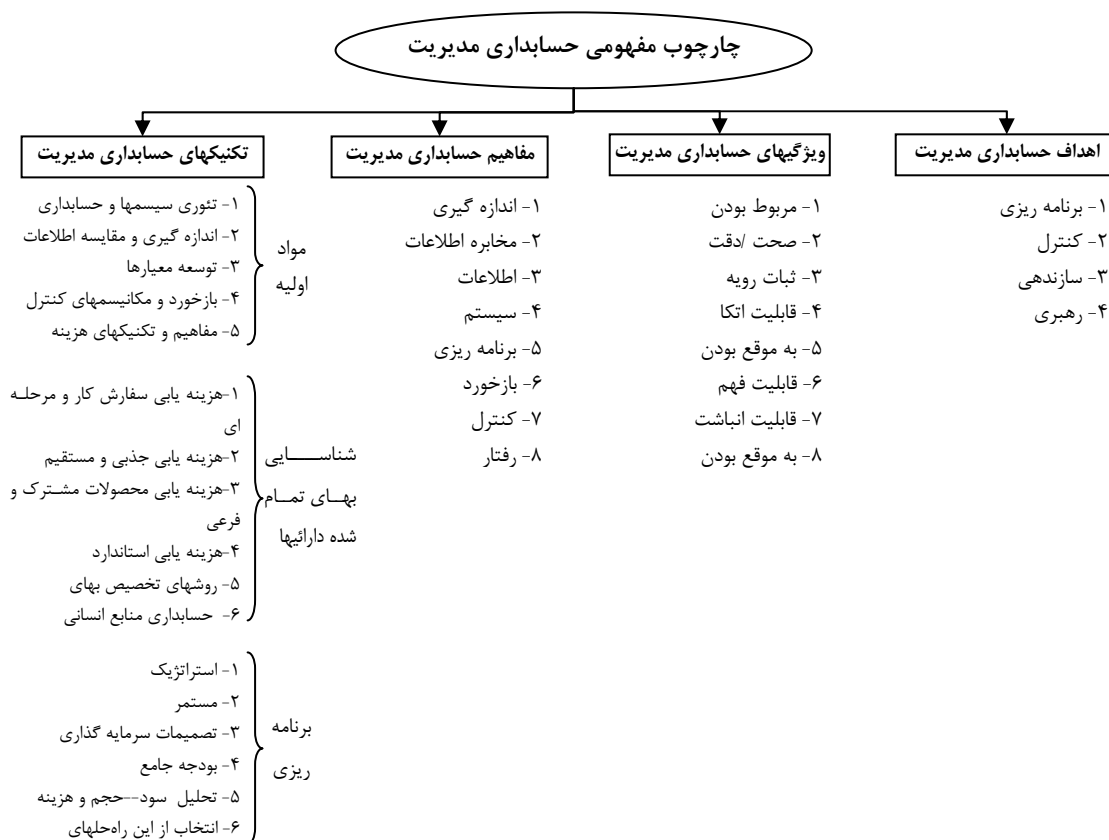 چارچوب مفهومی حسابداری مدیریت
اهداف حسابداری مدیریت
۱- برنامه ریزی
۲- کنترل
۳- سازندهی
۴- رهبری
ویژگیهای حسابداری مدیریت
۱- مربوط بودن
۲- صحت /دقت
۳- ثبات رویه
۴- قابلیت اتکا
۵- به موقع بودن
۶- قابلیت فهم
۷- قابلیت انباشت
۸- به موقع بودن
مفاهیم حسابداری مدیریت
۱- اندازه گیری
۲- مخابره اطلاعات
۳- اطلاعات
۴- سیستم
۵- برنامه ریزی
۶- بازخورد
۷- کنترل
۸- رفتار
تکنیکهای حسابداری مدیریت
مواد
اولیه
۱- تئوری سیسمها و حسابداری
۲- اندازه گیری و مقایسه اطلاعات
۳- توسعه معیارها
۴- بازخورد و مکانیسمهای کنترل
۵- مفاهیم و تکنیکهای هزینه
شناسایی
بهای تمام
شده دارائیها
۱-هزینه یابی سفارش کار و مرحله
ای
۲-هزینه یابی جذبی و مستقیم
۳-هزینه یابی محصولات مشترک و
فرعی
۴-هزینه یابی استاندارد
۵- روشهای تخصیص بهای
۶- حسابداری منابع انسانی
برنامه
ریزی
۱- استراتژیک
۲- مستمر
۳- تصمیمات سرمایه گذاری
۴- بودجه جامع
۵- تحلیل سود--حجم و هزینه
۶- انتخاب از این راه‌حلهای